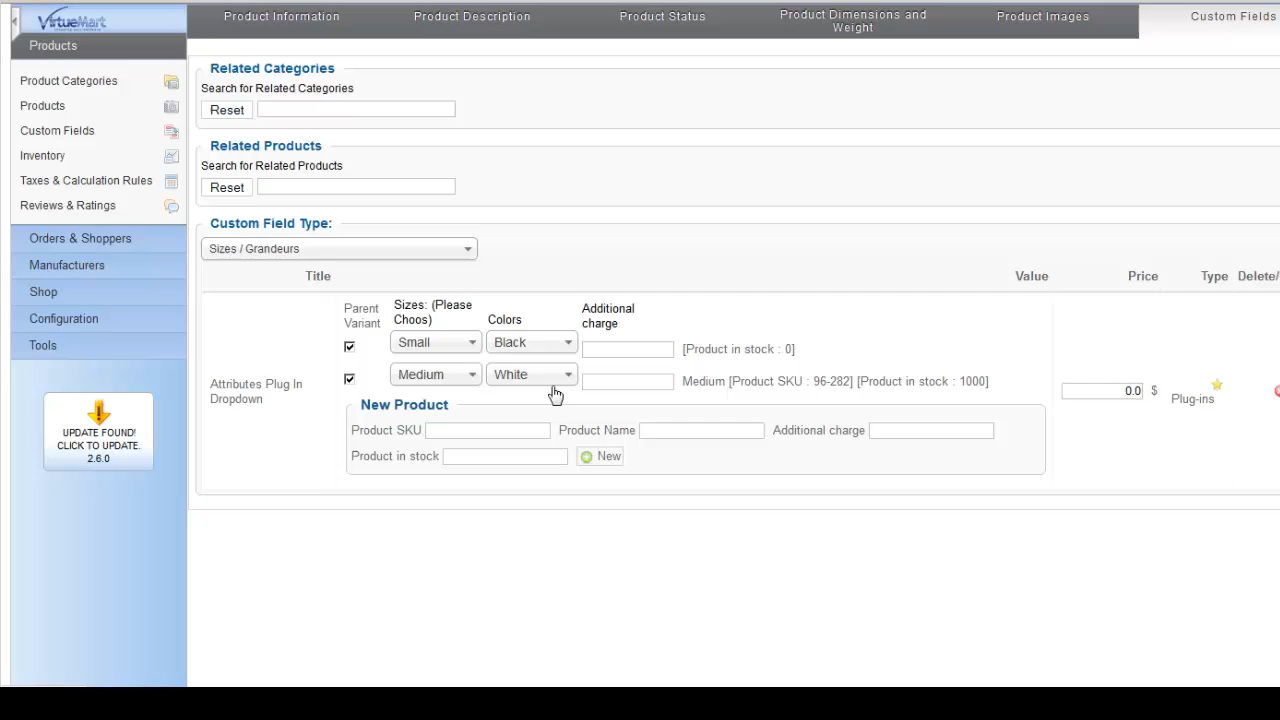 VirtueMart
Products
Product Categories
Products
Custom Fields
Inventory
Taxes & Calculation Rules
Reviews & Ratings
Orders & Shoppers
Manufacturers
Shop
Configuration
Tools
UPDATE FOUND!
CLICK TO UPDATE.
2.6.0
Product Information
Product Description
Product Status
Product Dimensions and
Weight
Product Images
Custom Fields
Related Categories
Search for Related Categories
Reset
Related Products
Search for Related Products
Reset
Custom Field Type:
Sizes / Grandeurs
Title Value Price Type Delete/
Attributes Plug In
Dropdown
Parent
Variant
Sizes: (Please
Choos)
Colors
Additional
charge
Small Black [Product in stock : 0]
Medium White Medium [Product SKU : 96-282] [Product in stock : 1000]
New Product
Product SKU Product Name Additional charge
Product in stock New
0.0 $
Plug-ins